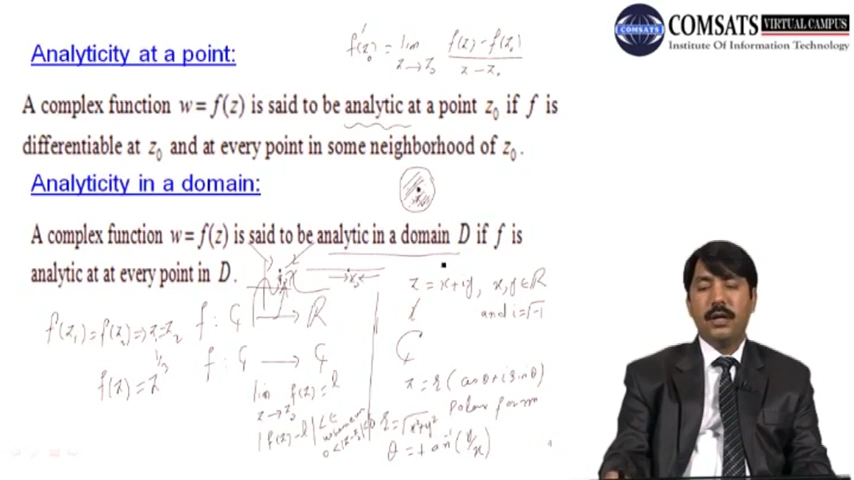 COMSATS VIRTUAL CAMPUS
Institute Of Information Technology
f'(z₀) = lim z→z₀ f(z) - f(z₀) / z - z₀
Analyticity at a point:
A complex function w = f(z) is said to be analytic at a point z₀ if f is
differentiable at z₀ and at every point in some neighborhood of z₀.
Analyticity in a domain:
A complex function w = f(z) is said to be analytic in a domain D if f is
analytic at at every point in D.
z = x+iy, x,y ∈ R
and i = √-1
f : ₵ → R
f(z₁) = f(z₂) ⇒ z₁ = z₂
f : ₵ → ₵
₵
f(z) = z^1/3
lim z→z₀ f(z) = l
z = r(cosθ + i sinθ)
Polar form
|f(z) - l| < ε
whenever
0 < |z - z₀| < δ
r = √x²+y²
θ = tan⁻¹(y/x)